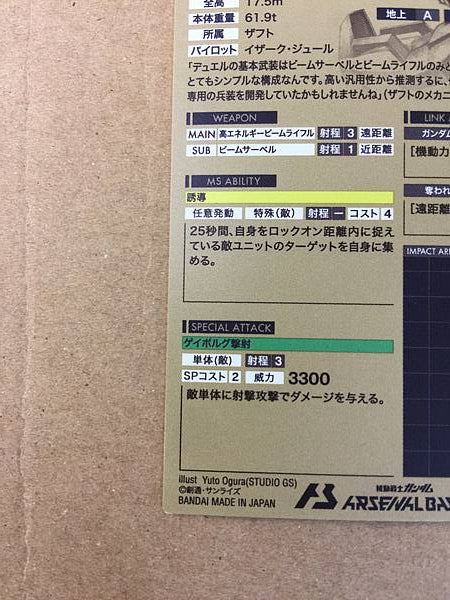 全高 17.5m
本体重量 61.9t
所属 ザフト
パイロット イザーク・ジュール
地上 A
「デュエルの基本武装はビームサーベルとビームライフルのみと
とてもシンプルな構成なんです。高い汎用性から推測するに、
専用の兵装を開発していたかもしれませんね」(ザフトのメカニ
WEAPON
MAIN 高エネルギービームライフル 射程 3 遠距離
SUB ビームサーベル 射程 1 近距離
LINK A
ガンダム
[機動力
奪われ
[遠距離
MS ABILITY
誘導
任意発動 特殊(敵) 射程 ー コスト 4
25秒間、自身をロックオン距離内に捉え
ている敵ユニットのターゲットを自身に集
める。
IMPACT ARE
SPECIAL ATTACK
ゲイボルグ撃射
単体(敵) 射程 3
SPコスト 2 威力 3300
敵単体に射撃攻撃でダメージを与える。
illust Yuto Ogura(STUDIO GS)
©創通・サンライズ
BANDAI MADE IN JAPAN
機動戦士ガンダム
ARSENAL BAS